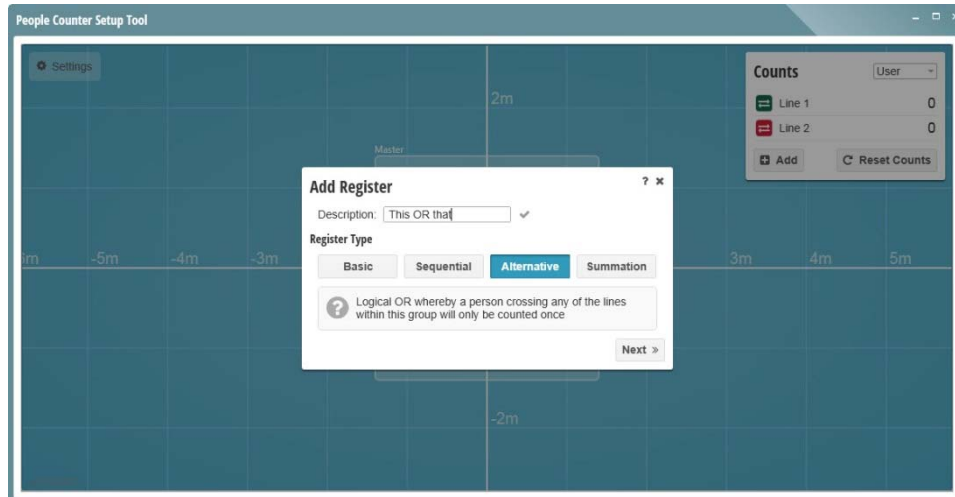 People Counter Setup Tool
Settings
Counts
User
2m
Line 1 0
Line 2 0
Master
Add Reset Counts
Add Register
Description: This OR that
Register Type
-5m -4m -3m 3m 4m 5m
Basic Sequential Alternative Summation
Logical OR whereby a person crossing any of the lines
within this group will only be counted once
Next »
-2m